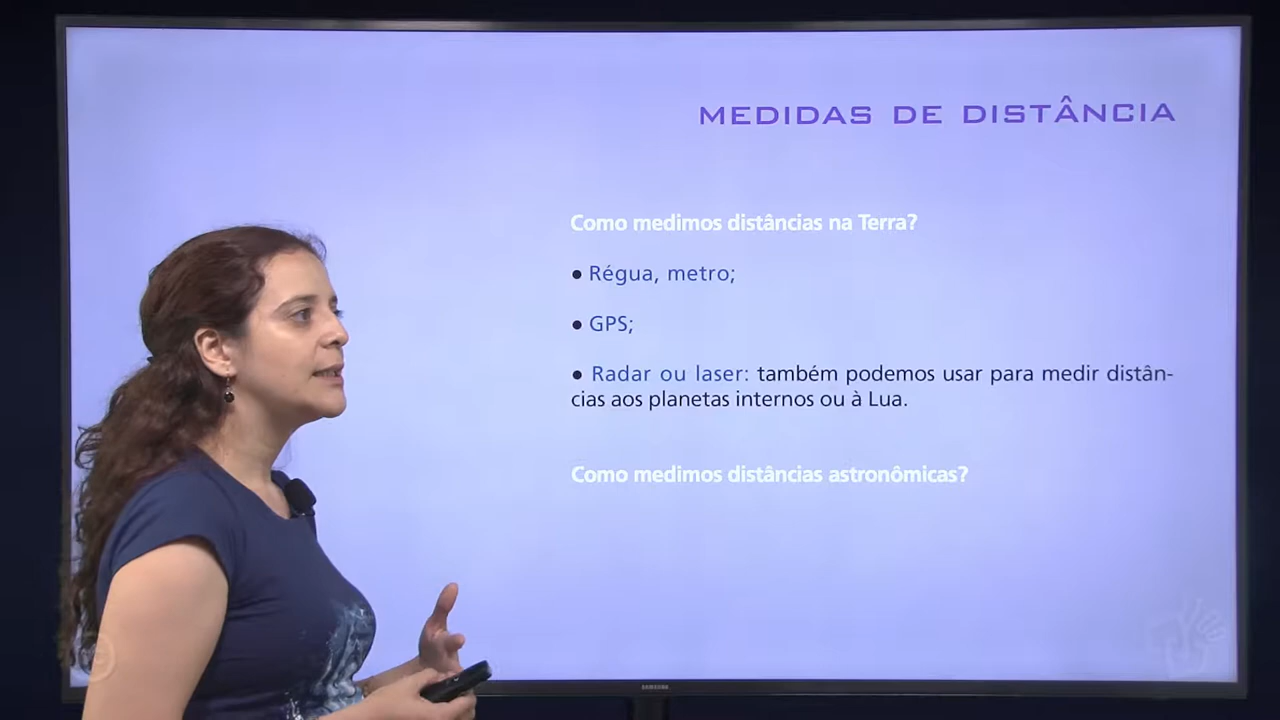 MEDIDAS DE DISTÂNCIA
Como medimos distâncias na Terra?
● Régua, metro;
● GPS;
● Radar ou laser: também podemos usar para medir distân-
cias aos planetas internos ou à Lua.
Como medimos distâncias astronômicas?
SAMSUNG